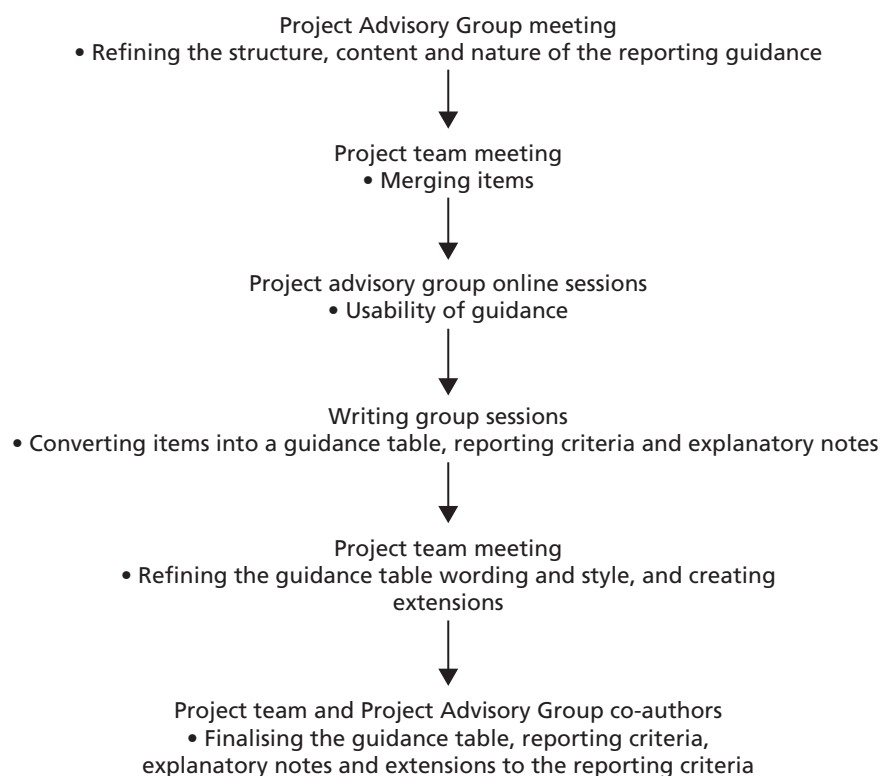 Project Advisory Group meeting
• Refining the structure, content and nature of the reporting guidance
Project team meeting
• Merging items
Project advisory group online sessions
• Usability of guidance
Writing group sessions
• Converting items into a guidance table, reporting criteria and explanatory notes
Project team meeting
• Refining the guidance table wording and style, and creating
extensions
Project team and Project Advisory Group co-authors
• Finalising the guidance table, reporting criteria,
explanatory notes and extensions to the reporting criteria